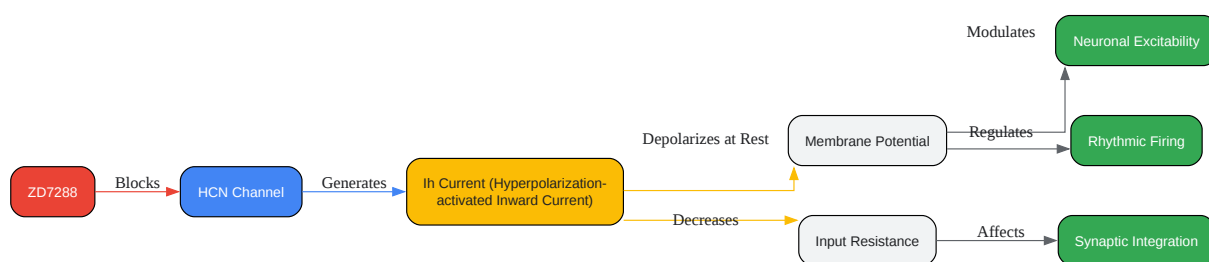 Modulates
Neuronal Excitability
Depolarizes at Rest
Membrane Potential
Regulates
Rhythmic Firing
ZD7288
Blocks
HCN Channel
Generates
Ih Current (Hyperpolarization-
activated Inward Current)
Decreases
Input Resistance
Affects
Synaptic Integration